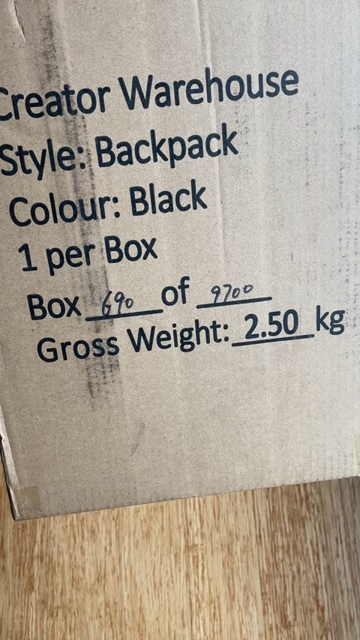 Creator Warehouse
Style: Backpack
Colour: Black
1 per Box
Box 690 of 9700
Gross Weight: 2.50 kg